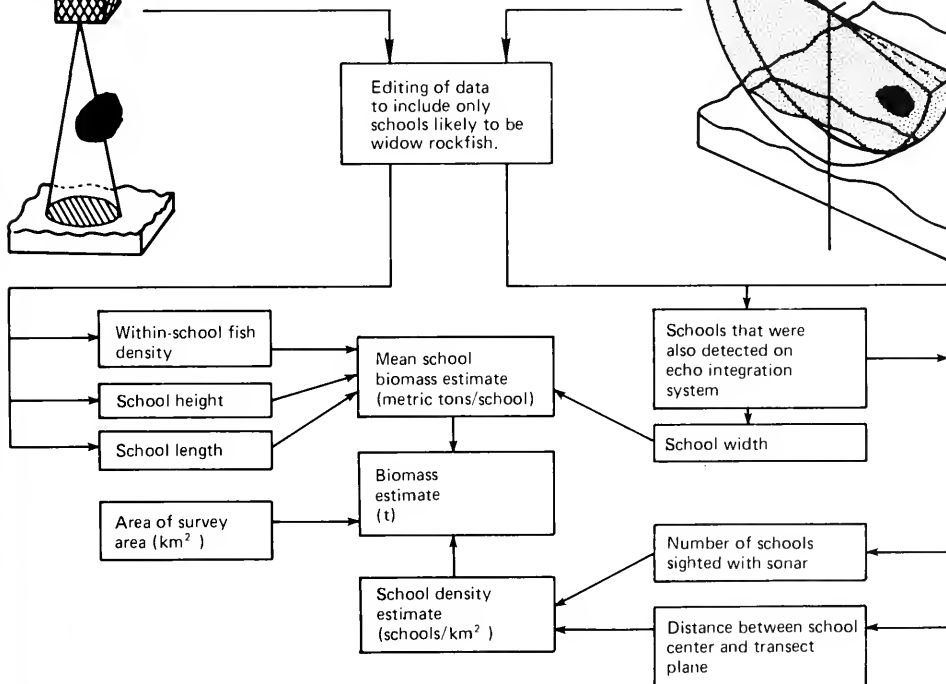 Editing of data
to include only
schools likely to be
widow rockfish.
Within-school fish
density
School height
School length
Mean school
biomass estimate
(metric tons/school)
Schools that were
also detected on
echo integration
system
School width
Biomass
estimate
(t)
Area of survey
area (km²)
School density
estimate
(schools/km²)
Number of schools
sighted with sonar
Distance between school
center and transect
plane